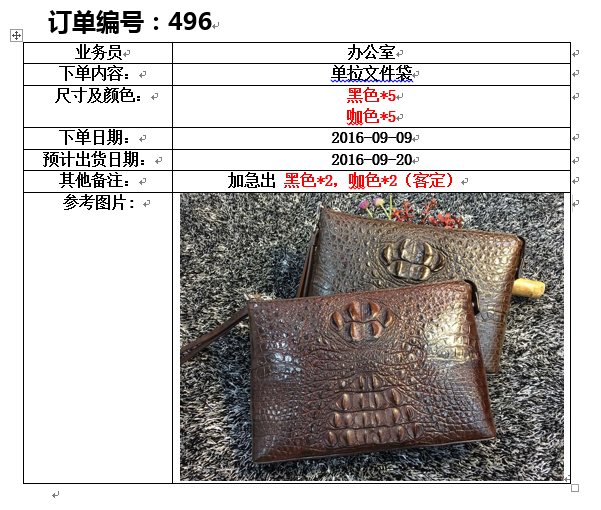 订单编号：496
业务员 办公室
下单内容： 单拉文件袋
尺寸及颜色： 黑色*5
咖色*5
下单日期： 2016-09-09
预计出货日期： 2016-09-20
其他备注： 加急出 黑色*2，咖色*2（客定）
参考图片：